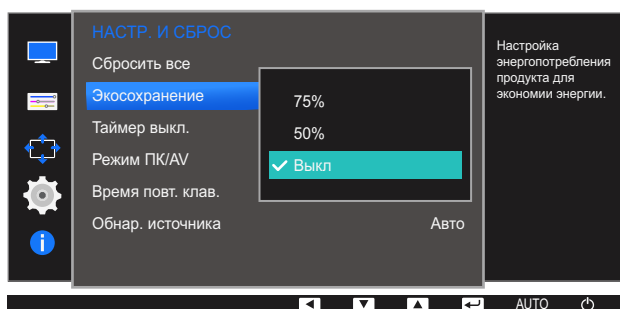 НАСТР. И СБРОС
Сбросить все
Экосохранение
Таймер выкл.
Режим ПК/AV
Время повт. клав.
Обнар. источника Авто
75%
50%
Выкл
Настройка
энергопотребления
продукта для
экономии энергии.
AUTO